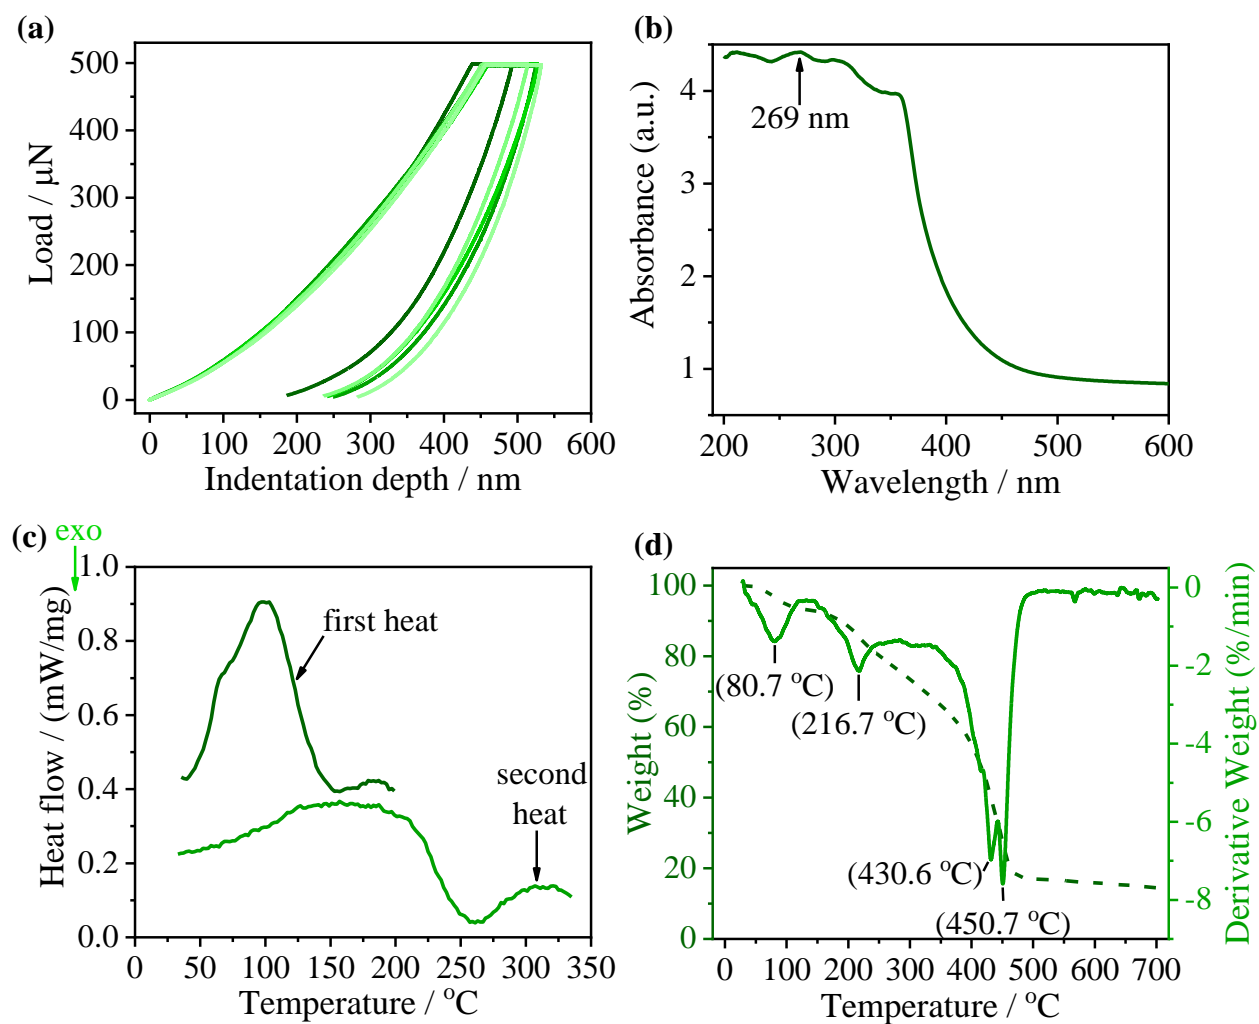 (a)
500
400
300
200
100
0
Load / μN
0 100 200 300 400 500 600
Indentation depth / nm
(b)
4
3
2
1
Absorbance (a.u.)
269 nm
200 300 400 500 600
Wavelength / nm
(c)
exo
1.0
0.8
0.6
0.4
0.2
0.0
Heat flow / (mW/mg)
first heat
second
heat
0 50 100 150 200 250 300 350
Temperature / °C
(d)
100
80
60
40
20
0
Weight (%)
(80.7 °C)
(216.7 °C)
(430.6 °C)
(450.7 °C)
0
-2
-4
-6
-8
Derivative Weight (%/min)
0 100 200 300 400 500 600 700
Temperature / °C